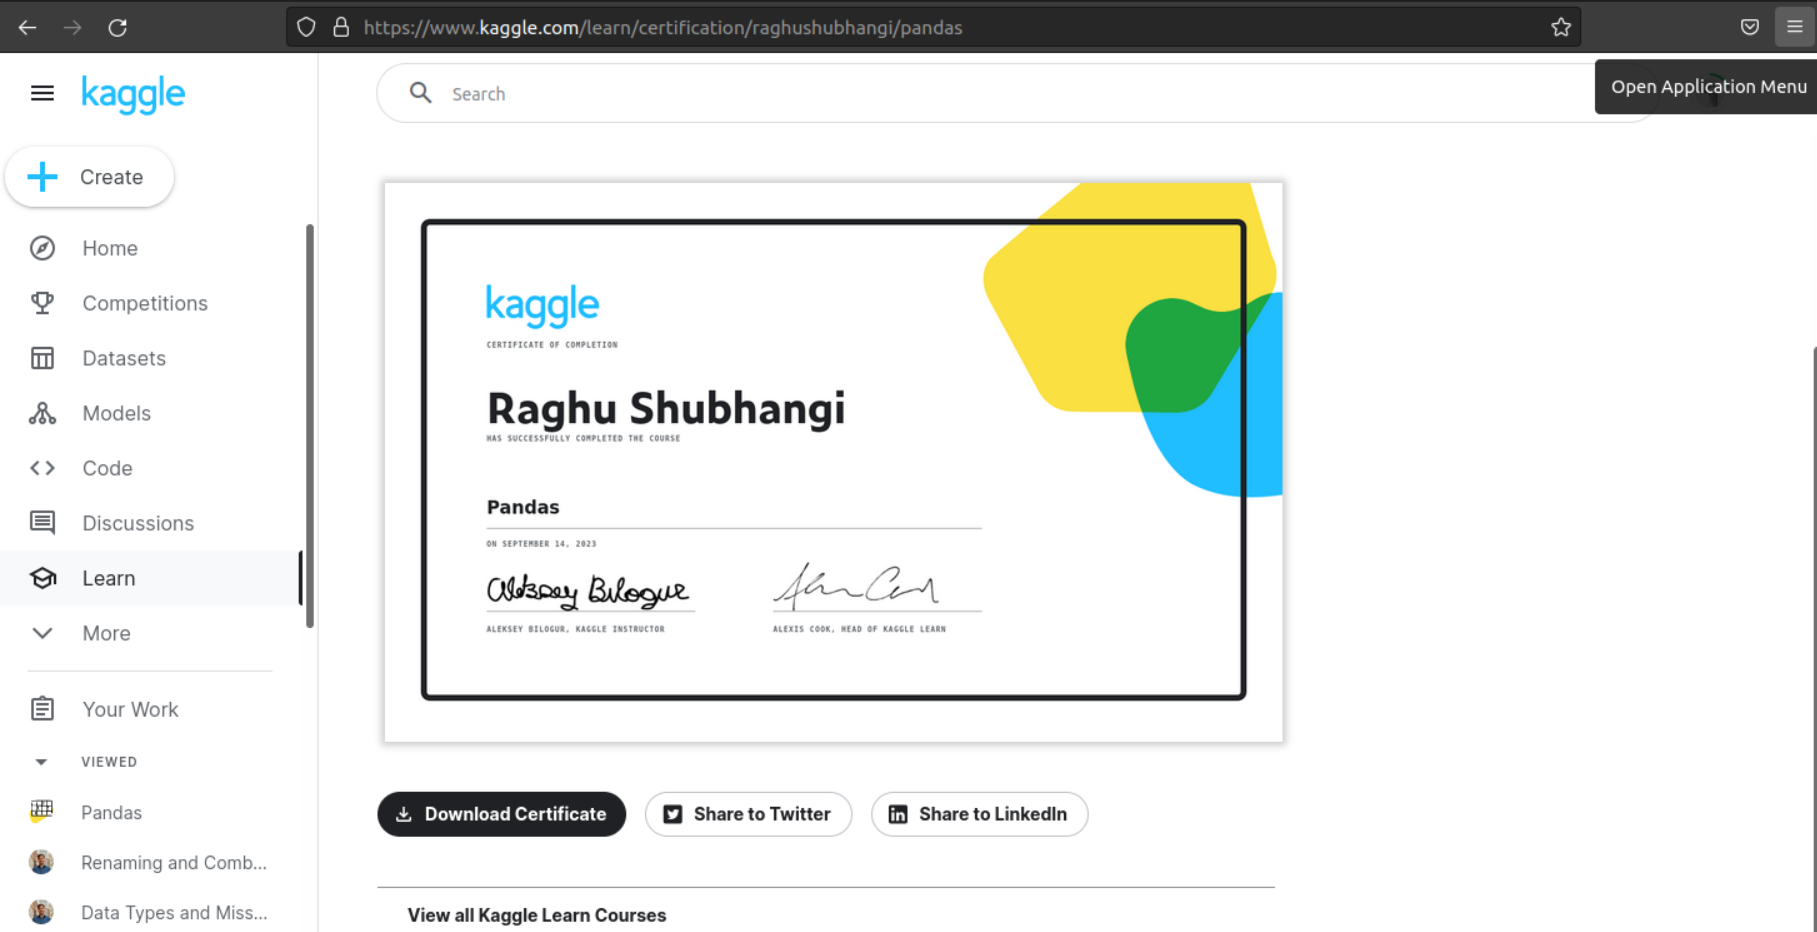 https://www.kaggle.com/learn/certification/raghushubhangi/pandas
kaggle
Search
Open Application Menu
Create
Home
Competitions
Datasets
Models
Code
Discussions
Learn
More
Your Work
VIEWED
Pandas
Renaming and Comb...
Data Types and Miss...
kaggle
CERTIFICATE OF COMPLETION
Raghu Shubhangi
HAS SUCCESSFULLY COMPLETED THE COURSE
Pandas
ON SEPTEMBER 14, 2023
Aleksey Bilogur
ALEKSEY BILOGUR, KAGGLE INSTRUCTOR
ALEXIS COOK, HEAD OF KAGGLE LEARN
Download Certificate
Share to Twitter
Share to LinkedIn
View all Kaggle Learn Courses